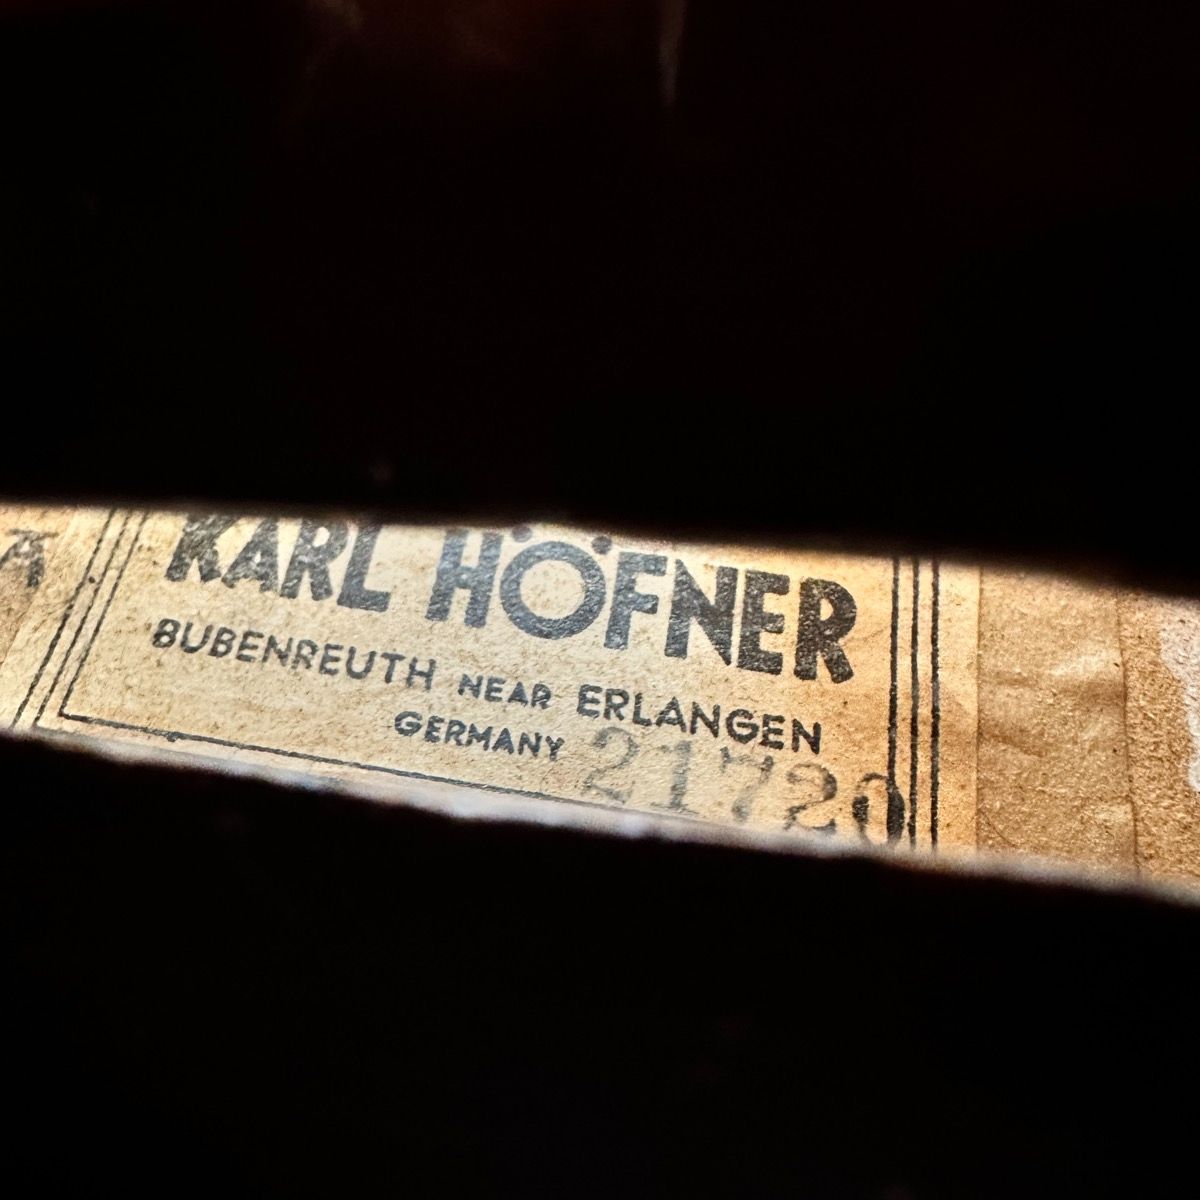 KARL HÖFNER
BUBENREUTH NEAR ERLANGEN
GERMANY 21720